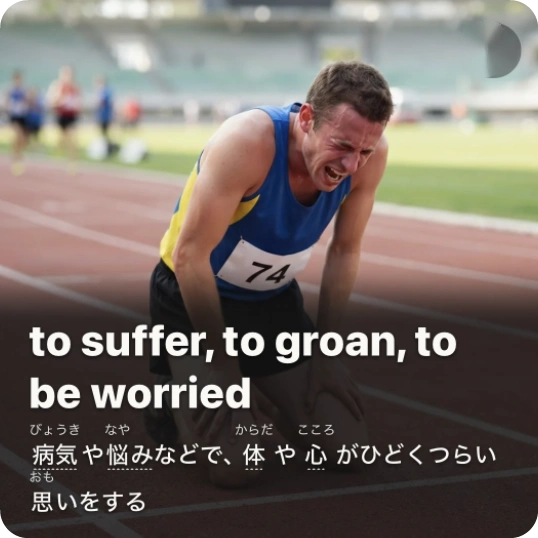 74
to suffer, to groan, to
be worried
びょうき なや からだ こころ
病気や悩みなどで、体や心がひどくつらい
おも
思いをする